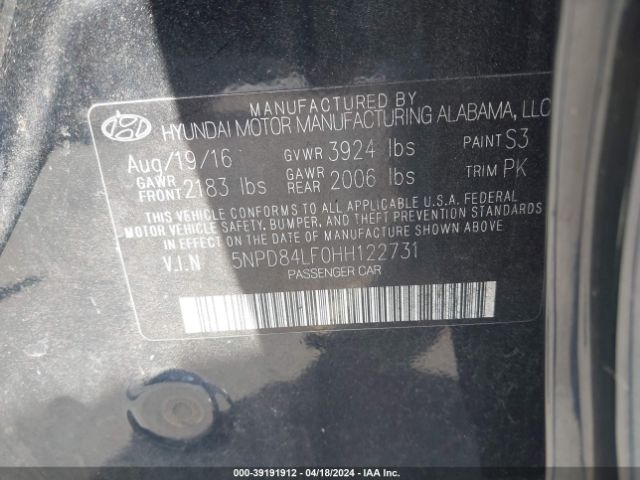 MANUFACTURED BY
HYUNDAI MOTOR MANUFACTURING ALABAMA, LLC
Aug/19/16 GVWR 3924 lbs PAINT S3
GAWR FRONT 2183 lbs GAWR REAR 2006 lbs TRIM PK
THIS VEHICLE CONFORMS TO ALL APPLICABLE U.S.A. FEDERAL
MOTOR VEHICLE SAFETY, BUMPER, AND THEFT PREVENTION STANDARDS
IN EFFECT ON THE DATE OF MANUFACTURE SHOWN ABOVE.
V.I.N 5NPD84LF0HH122731
PASSENGER CAR
000-39191912 - 04/18/2024 - IAA Inc.